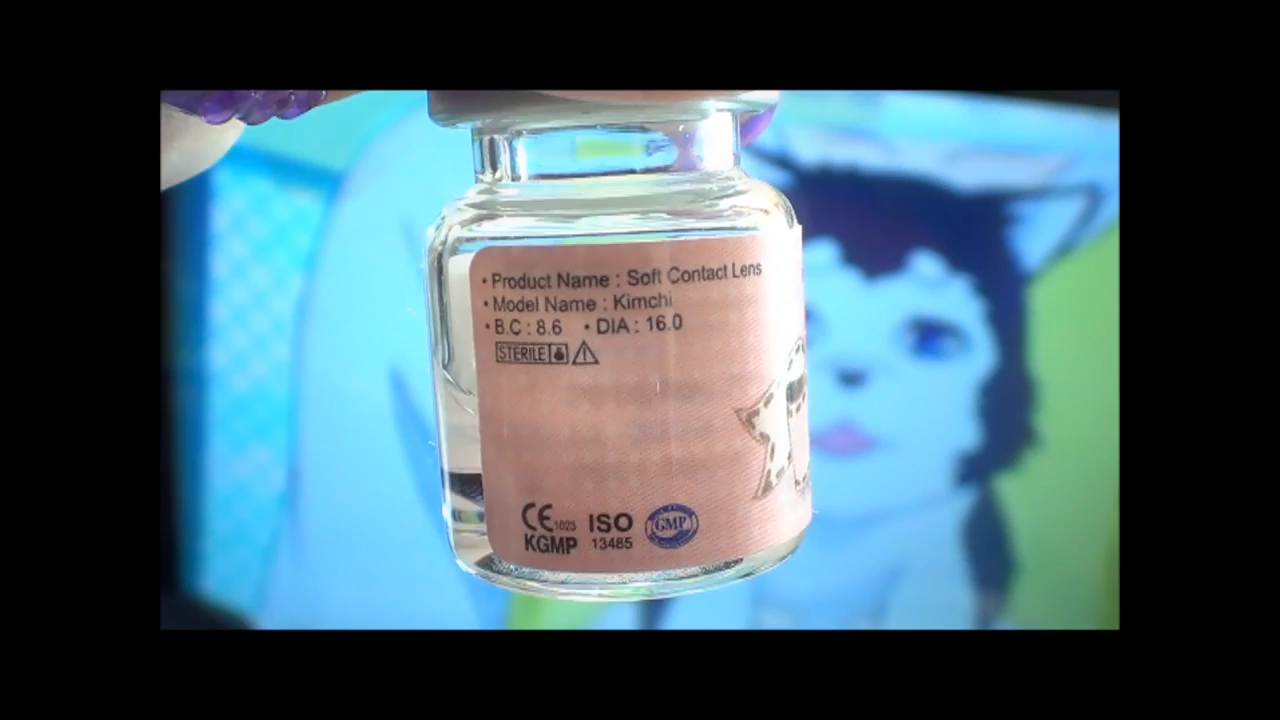 • Product Name : Soft Contact Lens
• Model Name : Kimchi
• B.C : 8.6 • DIA : 16.0
STERILE
CE 1023 ISO GMP
KGMP 13485